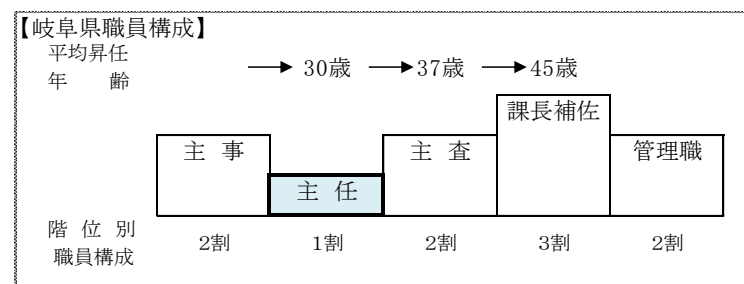 【岐阜県職員構成】
平均昇任
年　　齢
→ 30歳 → 37歳 → 45歳
課長補佐
主　事
主　査
管理職
主　任
階　位　別
職員構成
2割
1割
2割
3割
2割